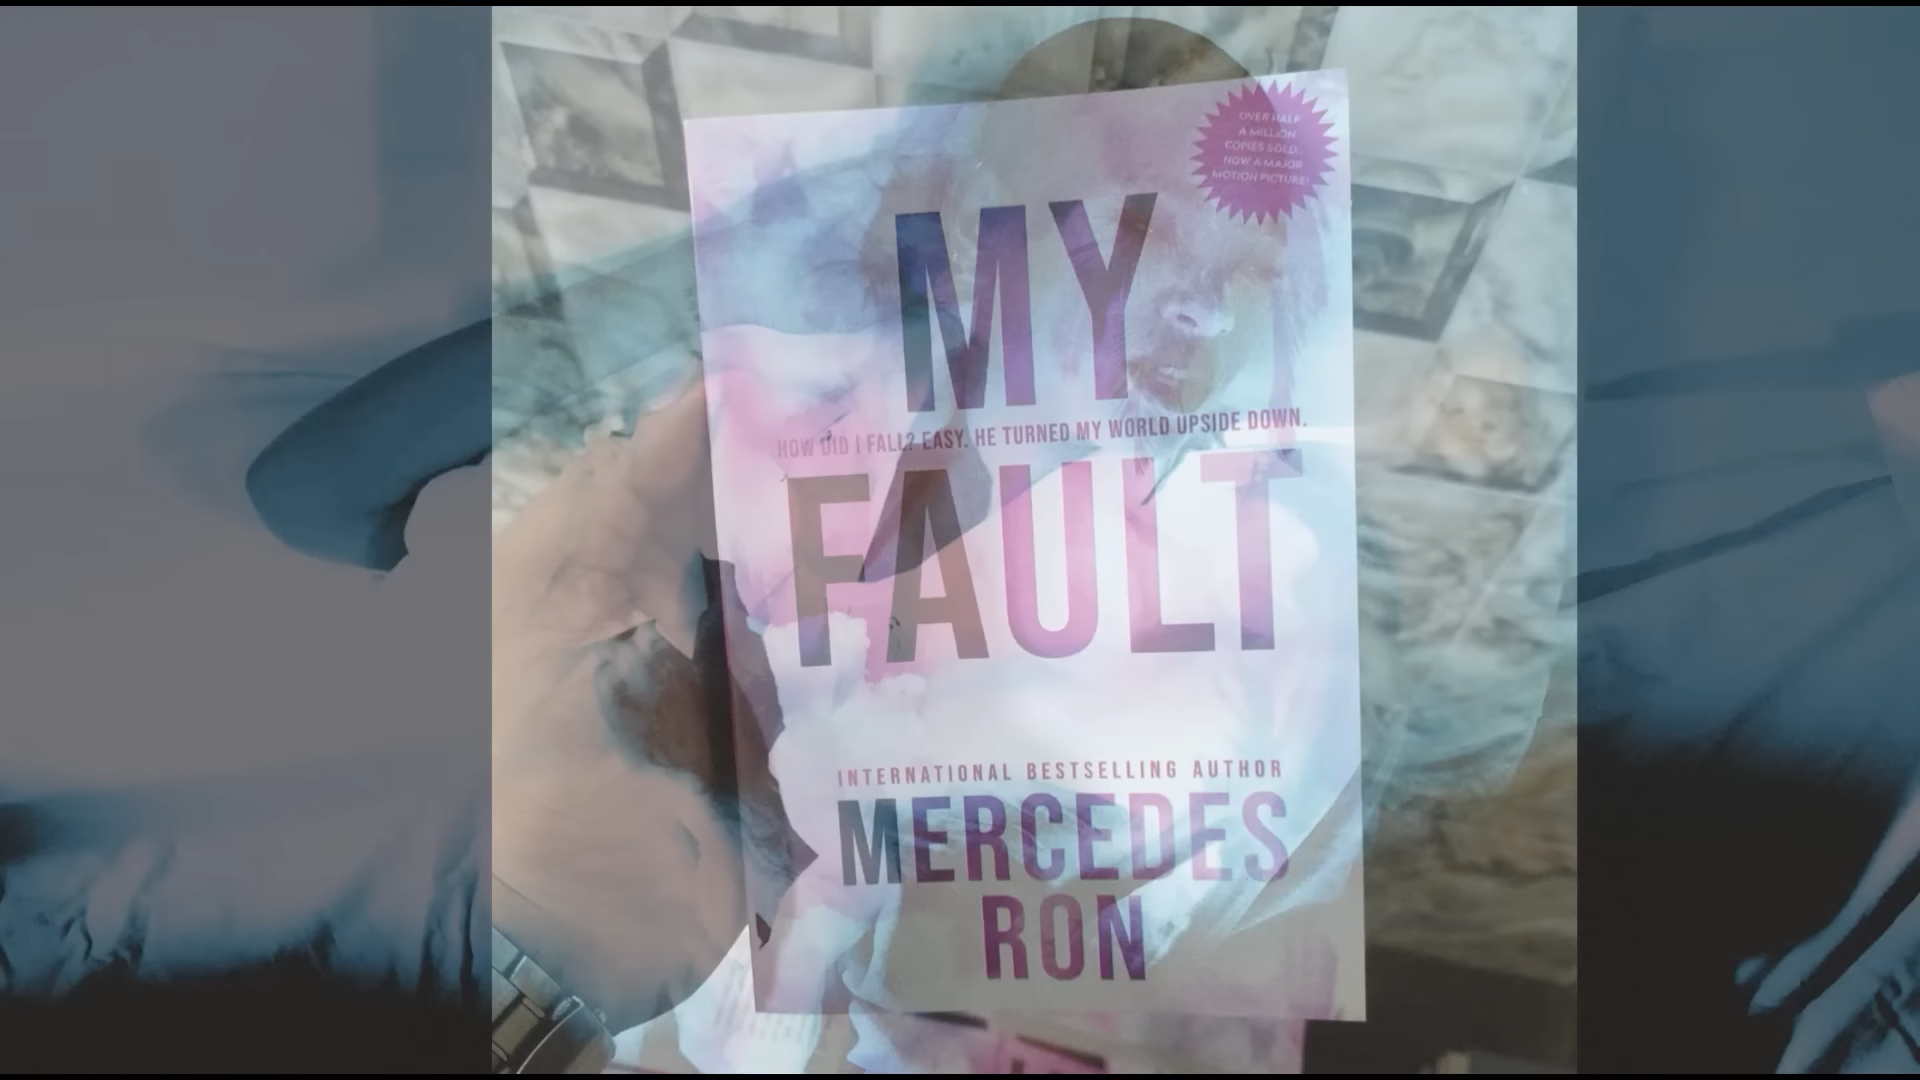 OVER HALF
A MILLION
COPIES SOLD.
NOW A MAJOR
MOTION PICTURE!
MY
HOW DID I FALL? EASY. HE TURNED MY WORLD UPSIDE DOWN.
FAULT
INTERNATIONAL BESTSELLING AUTHOR
MERCEDES
RON